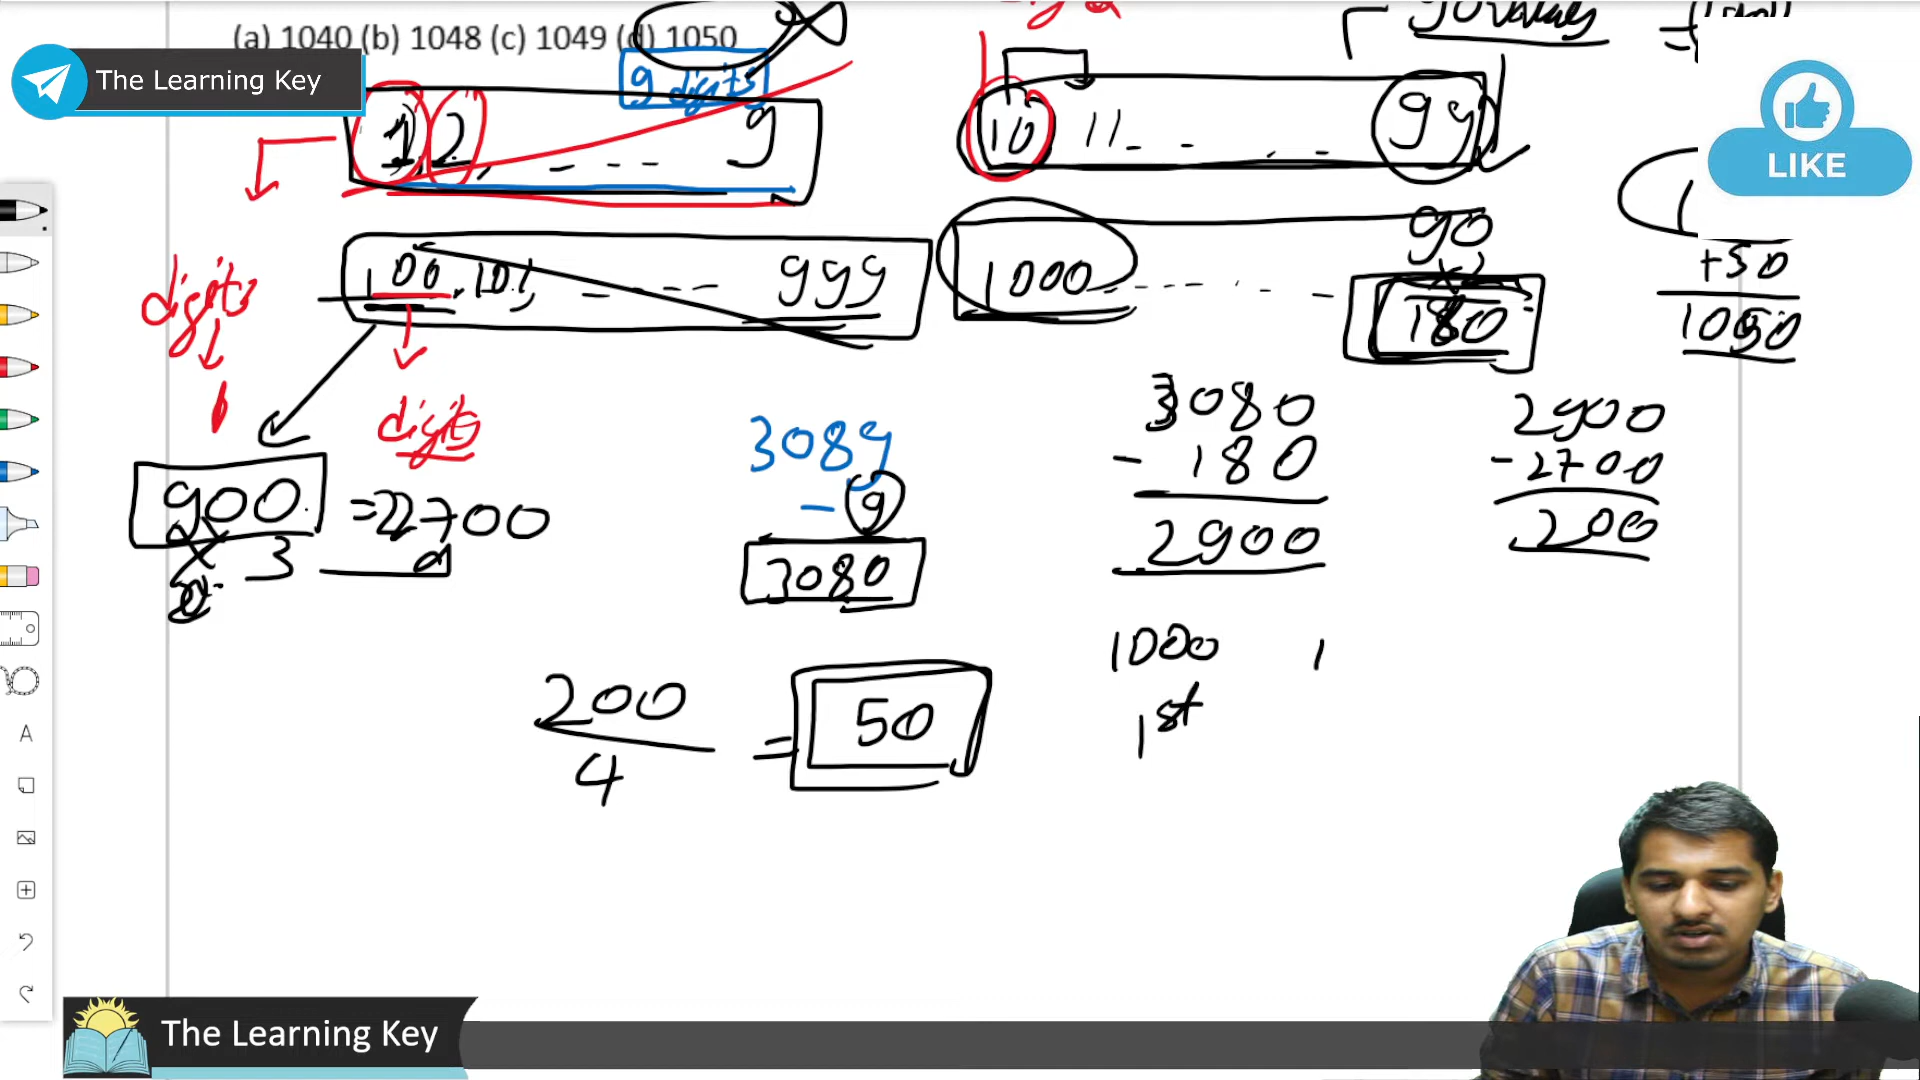 (a) 1040 (b) 1048 (c) 1049 (d) 1050
The Learning Key
9 digits
1, 2, - - - 9
10 11 - - - - 99
LIKE
100, 101, - - - - 999
1000 - - - - - -
90
180
+50
1050
digits
digits
900
3
=22700
3089
- 9
3080
3080
- 180
2900
2900
- 2700
200
1000 1
1st
200
4
= 50
A
The Learning Key